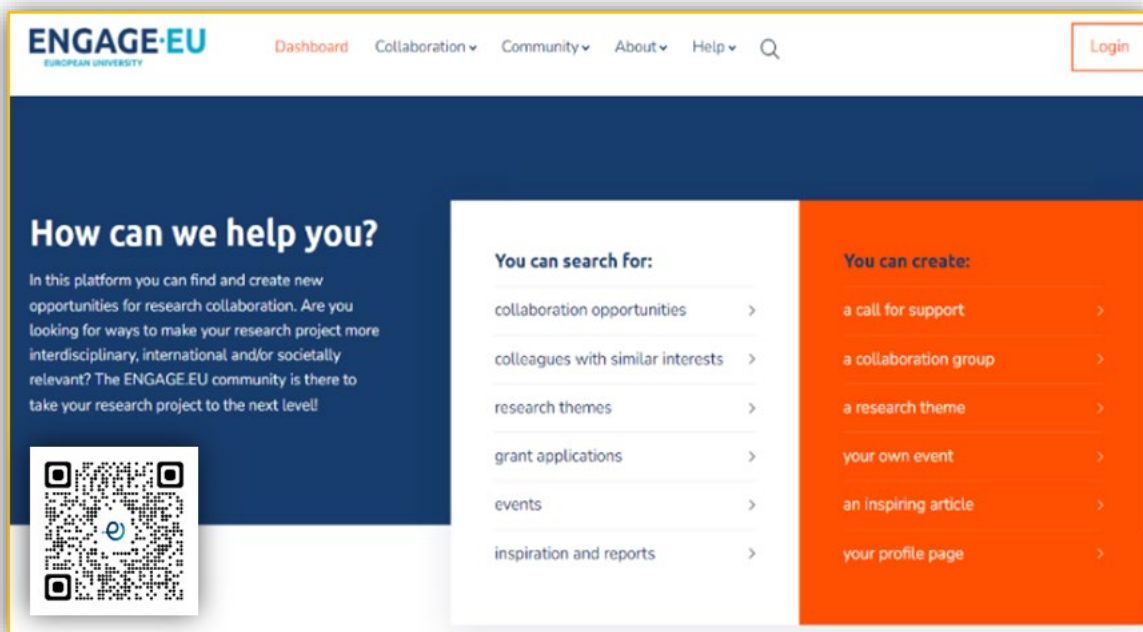 ENGAGE·EU
EUROPEAN UNIVERSITY
Dashboard Collaboration Community About Help
Login
How can we help you?
In this platform you can find and create new
opportunities for research collaboration. Are you
looking for ways to make your research project more
interdisciplinary, international and/or societally
relevant? The ENGAGE.EU community is there to
take your research project to the next level!
You can search for:
collaboration opportunities
colleagues with similar interests
research themes
grant applications
events
inspiration and reports
You can create:
a call for support
a collaboration group
a research theme
your own event
an inspiring article
your profile page